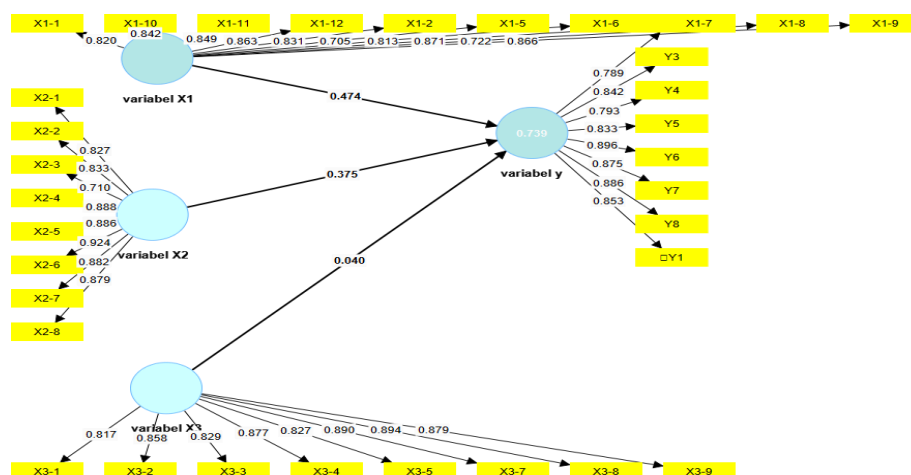 X1-1 X1-10 X1-11 X1-12 X1-2 X1-5 X1-6 X1-7 X1-8 X1-9
0.820 0.842 0.849 0.863 0.831 0.705 0.813 0.871 0.722 0.866
variabel X1
0.789
Y3
0.842
Y4
0.793
Y5
0.833
Y6
0.896
Y7
0.875
Y8
0.886
□Y1
0.853
0.474
0.739
variabel y
X2-1
X2-2
X2-3
X2-4
X2-5
X2-6
X2-7
X2-8
0.827
0.833
0.710
0.888
0.886
0.924
0.882
0.879
variabel X2
0.375
0.040
variabel X3
0.817 0.858 0.829 0.877 0.827 0.890 0.894 0.879
X3-1 X3-2 X3-3 X3-4 X3-5 X3-7 X3-8 X3-9